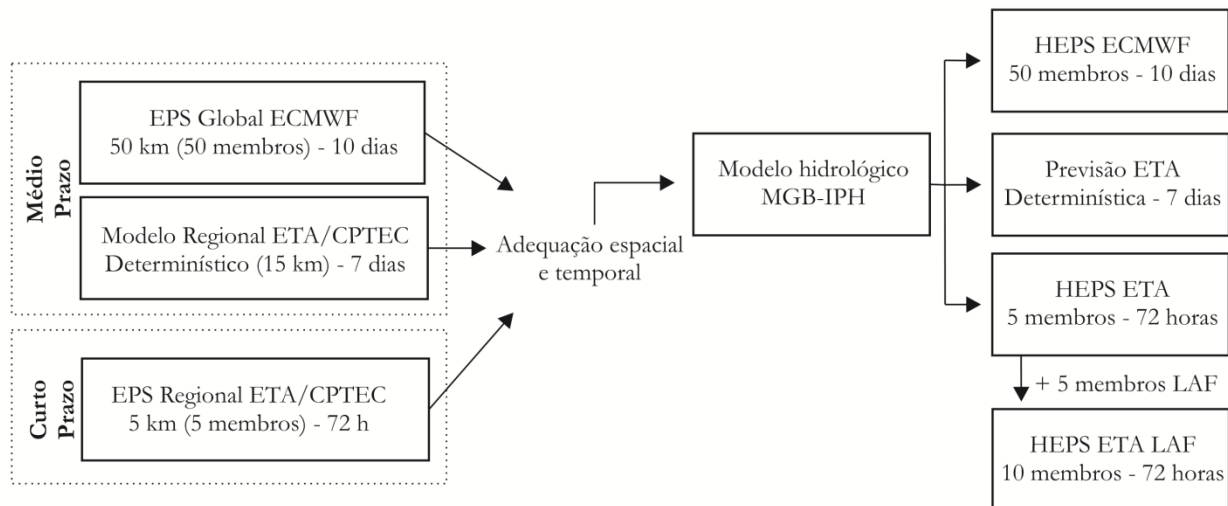 Médio
Prazo
EPS Global ECMWF
50 km (50 membros) - 10 dias
Modelo Regional ETA/CPTEC
Determinístico (15 km) - 7 dias
Curto
Prazo
EPS Regional ETA/CPTEC
5 km (5 membros) - 72 h
Adequação espacial
e temporal
Modelo hidrológico
MGB-IPH
HEPS ECMWF
50 membros - 10 dias
Previsão ETA
Determinística - 7 dias
HEPS ETA
5 membros - 72 horas
+ 5 membros LAF
HEPS ETA LAF
10 membros - 72 horas